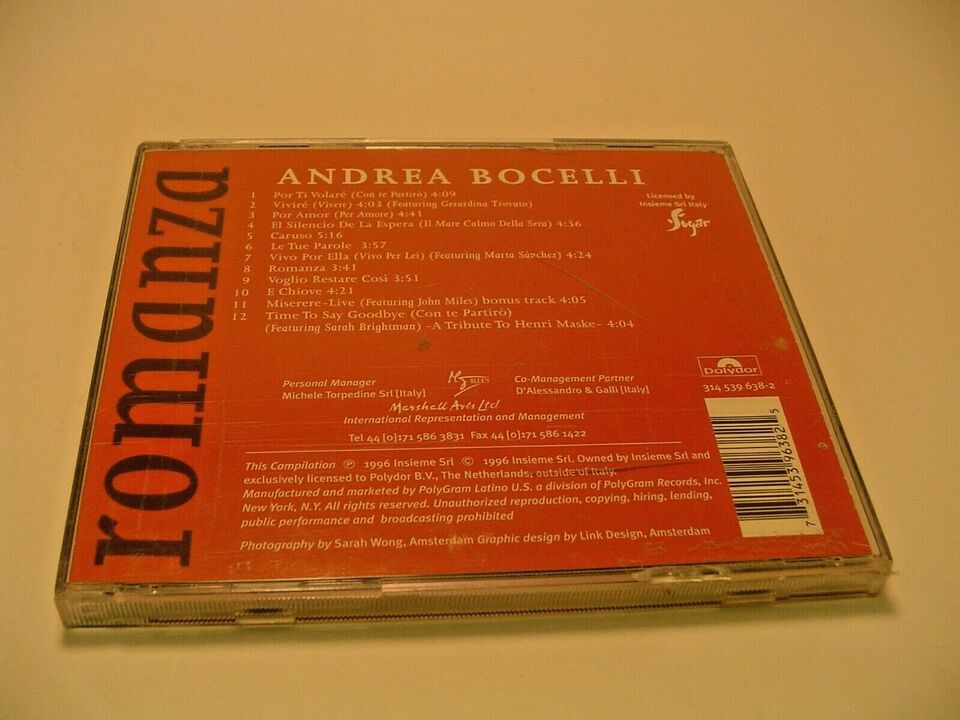 romanza
ANDREA BOCELLI
1 Por Ti Volaré (Con te Partirò) 4:09
2 Viviré (Vivere) 4:03 (Featuring Gerardina Trovato)
3 Por Amor (Per Amore) 4:41
4 El Silencio De La Espera (Il Mare Calmo Della Sera) 4:36
5 Caruso 5:16
6 Le Tue Parole 3:57
7 Vivo Por Ella (Vivo Per Lei) (Featuring Marta Sánchez) 4:24
8 Romanza 3:41
9 Voglio Restare Così 3:51
10 E Chiove 4:21
11 Miserere-Live (Featuring John Miles) bonus track 4:05
12 Time To Say Goodbye (Con te Partirò)
(Featuring Sarah Brightman) -A Tribute To Henri Maske- 4:04
Licensed by
Insieme Srl Italy
Sugar
Polydor
314 539 638-2
Personal Manager
Michele Torpedine Srl [Italy]
BLUES
Co-Management Partner
D'Alessandro & Galli [Italy]
Marshall Arts Ltd
International Representation and Management
Tel 44 [0]171 586 3831 Fax 44 [0]171 586 1422
This Compilation ℗ 1996 Insieme Srl © 1996 Insieme Srl. Owned by Insieme Srl and
exclusively licensed to Polydor B.V., The Netherlands, outside of Italy.
Manufactured and marketed by PolyGram Latino U.S. a division of PolyGram Records, Inc.
New York, N.Y. All rights reserved. Unauthorized reproduction, copying, hiring, lending,
public performance and broadcasting prohibited
Photography by Sarah Wong, Amsterdam Graphic design by Link Design, Amsterdam
7 31453 96382 5